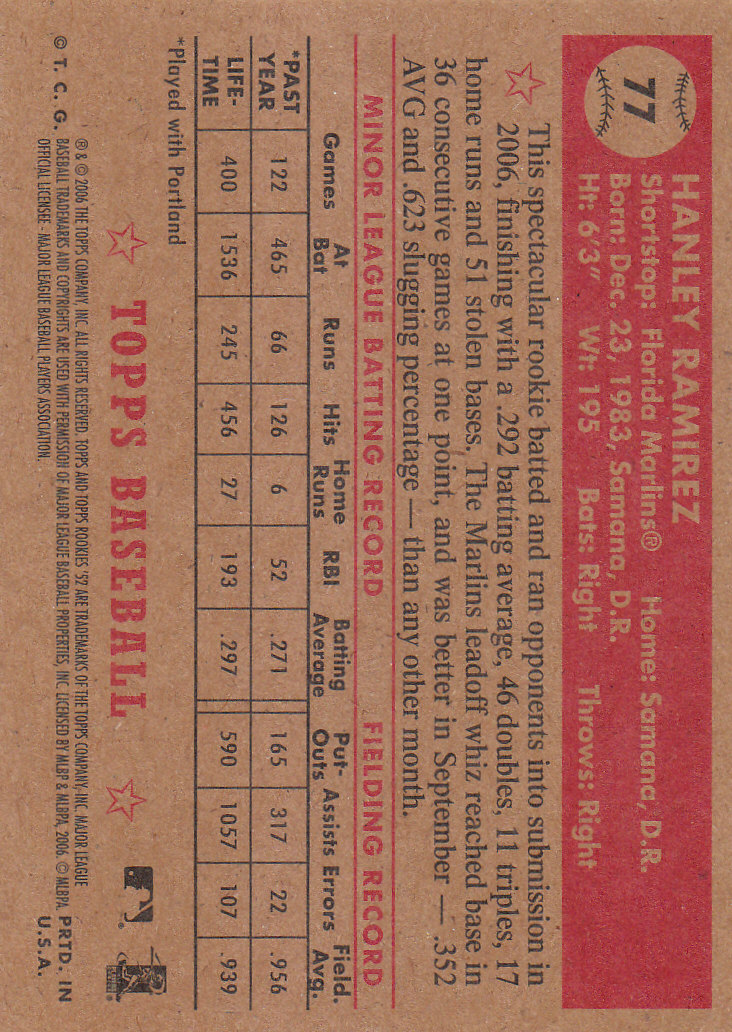 77
HANLEY RAMIREZ
Shortstop: Florida Marlins® Home: Samana, D.R.
Born: Dec. 23, 1983, Samana, D.R.
Ht: 6'3" Wt: 195 Bats: Right Throws: Right
This spectacular rookie batted and ran opponents into submission in
2006, finishing with a .292 batting average, 46 doubles, 11 triples, 17
home runs and 51 stolen bases. The Marlins leadoff whiz reached base in
36 consecutive games at one point, and was better in September — .352
AVG and .623 slugging percentage — than any other month.
MINOR LEAGUE BATTING RECORD FIELDING RECORD
Games At Bat Runs Hits Home Runs RBI Batting Average Put-Outs Assists Errors Field. Avg.
*PAST YEAR 122 465 66 126 6 52 .271 165 317 22 .956
LIFE-TIME 400 1536 245 456 27 193 .297 590 1057 107 .939
*Played with Portland
TOPPS BASEBALL
® & © 2006 THE TOPPS COMPANY, INC. ALL RIGHTS RESERVED. TOPPS AND TOPPS ROOKIES '52 ARE TRADEMARKS OF THE TOPPS COMPANY, INC. MAJOR LEAGUE
© T. C. G. BASEBALL TRADEMARKS AND COPYRIGHTS ARE USED WITH PERMISSION OF MAJOR LEAGUE BASEBALL PROPERTIES, INC. LICENSED BY MLBP & MLBPA, 2006. © MLBPA PRTD. IN
OFFICIAL LICENSEE - MAJOR LEAGUE BASEBALL PLAYERS ASSOCIATION. U.S.A.